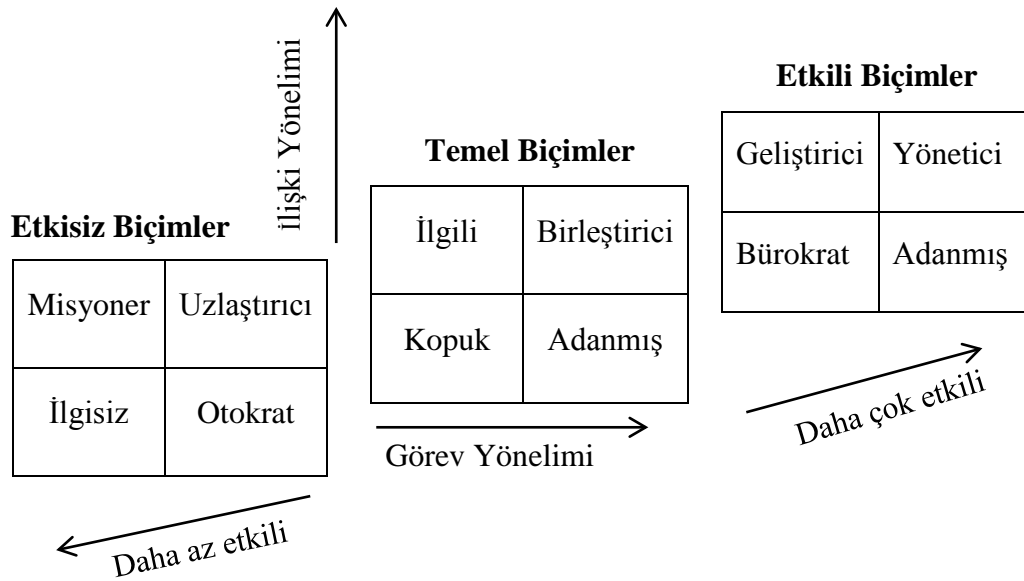 İlişki Yönelimi
Etkili Biçimler
Geliştirici Yönetici
Bürokrat Adanmış
Temel Biçimler
İlgili Birleştirici
Kopuk Adanmış
Etkisiz Biçimler
Misyoner Uzlaştırıcı
İlgisiz Otokrat
Görev Yönelimi
Daha çok etkili
Daha az etkili